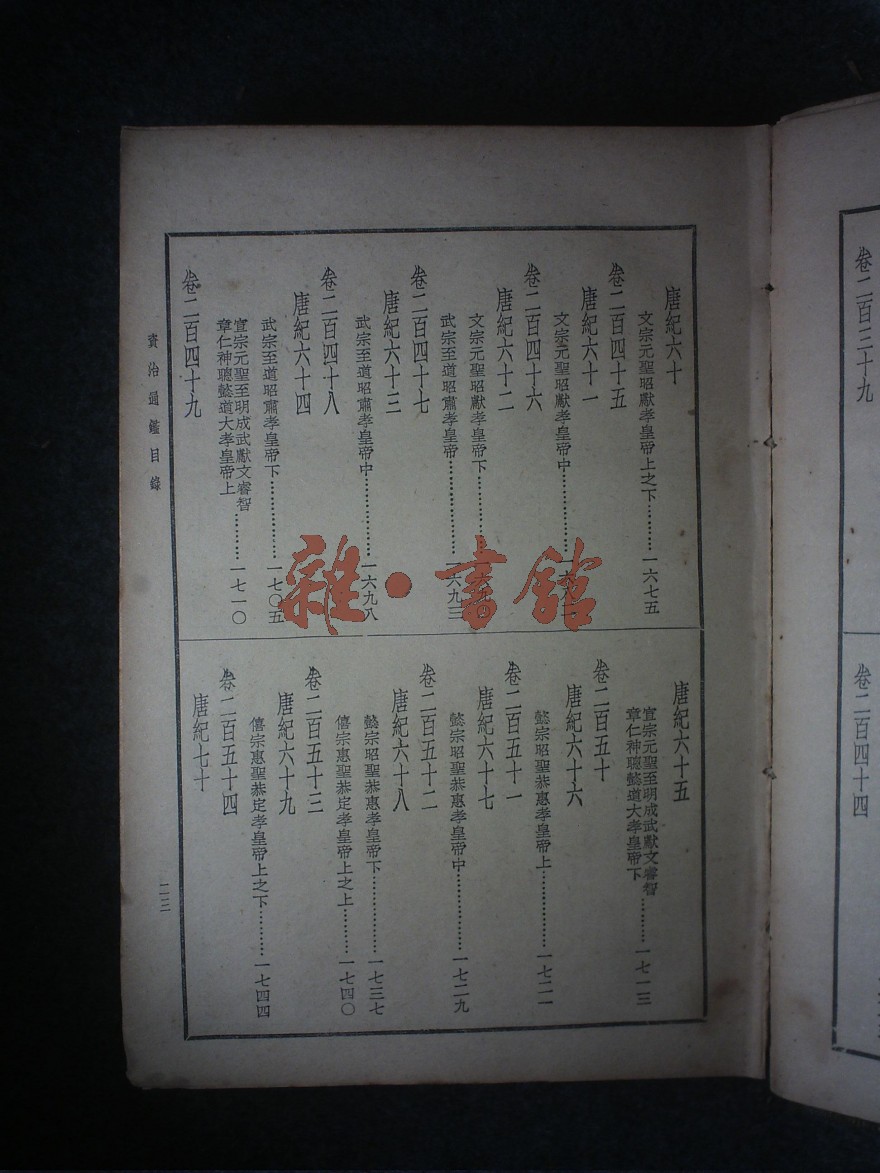 卷二百三十九
卷二百四十四
唐紀六十
文宗元聖昭獻孝皇帝上之下………一六七五
卷二百四十五
唐紀六十一
文宗元聖昭獻孝皇帝中………
卷二百四十六
唐紀六十二
文宗元聖昭獻孝皇帝下………
武宗至道昭肅孝皇帝………一六九三
卷二百四十七
唐紀六十三
武宗至道昭肅孝皇帝中………一六九八
卷二百四十八
唐紀六十四
武宗至道昭肅孝皇帝下………一七〇五
宣宗元聖至明成武獻文睿智
章仁神聰懿道大孝皇帝上………一七一〇
卷二百四十九
唐紀六十五
宣宗元聖至明成武獻文睿智
章仁神聰懿道大孝皇帝下………一七一三
卷二百五十
唐紀六十六
懿宗昭聖恭惠孝皇帝上………一七二一
卷二百五十一
唐紀六十七
懿宗昭聖恭惠孝皇帝中………一七二九
卷二百五十二
唐紀六十八
懿宗昭聖恭惠孝皇帝下………一七三七
僖宗惠聖恭定孝皇帝上之上………一七四〇
卷二百五十三
唐紀六十九
僖宗惠聖恭定孝皇帝上之下………一七四四
卷二百五十四
唐紀七十
資治通鑑目錄
二三
雜·書館